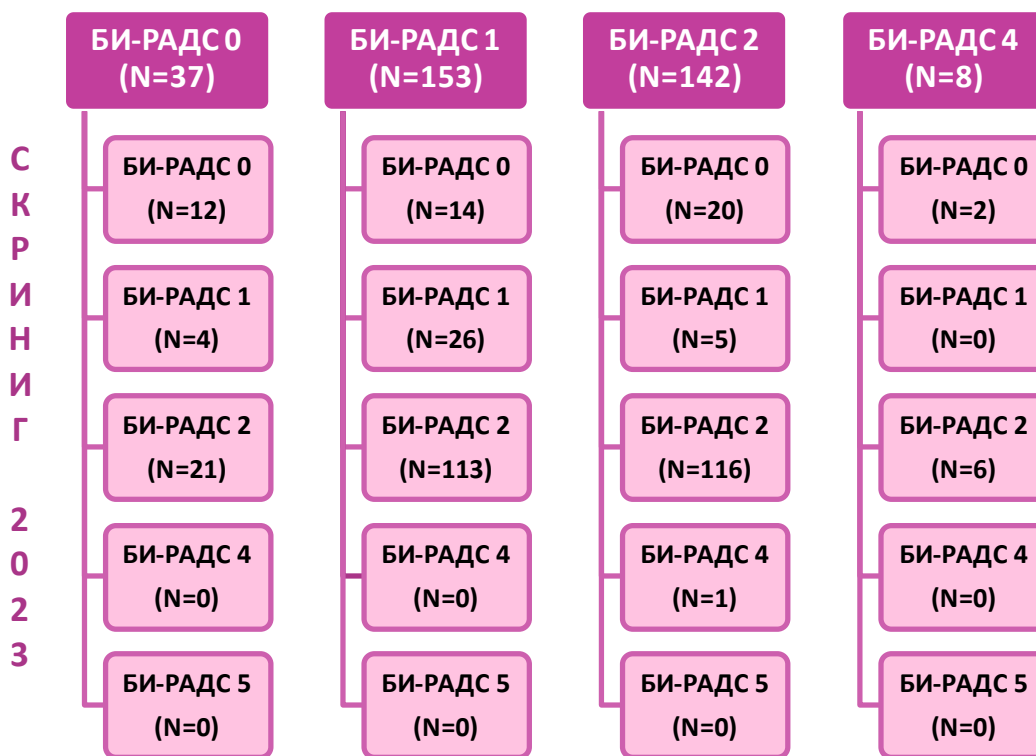 БИ-РАДС 0
(N=37)
БИ-РАДС 1
(N=153)
БИ-РАДС 2
(N=142)
БИ-РАДС 4
(N=8)
СКРИННИГ 2023
БИ-РАДС 0
(N=12)
БИ-РАДС 1
(N=4)
БИ-РАДС 2
(N=21)
БИ-РАДС 4
(N=0)
БИ-РАДС 5
(N=0)
БИ-РАДС 0
(N=14)
БИ-РАДС 1
(N=26)
БИ-РАДС 2
(N=113)
БИ-РАДС 4
(N=0)
БИ-РАДС 5
(N=0)
БИ-РАДС 0
(N=20)
БИ-РАДС 1
(N=5)
БИ-РАДС 2
(N=116)
БИ-РАДС 4
(N=1)
БИ-РАДС 5
(N=0)
БИ-РАДС 0
(N=2)
БИ-РАДС 1
(N=0)
БИ-РАДС 2
(N=6)
БИ-РАДС 4
(N=0)
БИ-РАДС 5
(N=0)